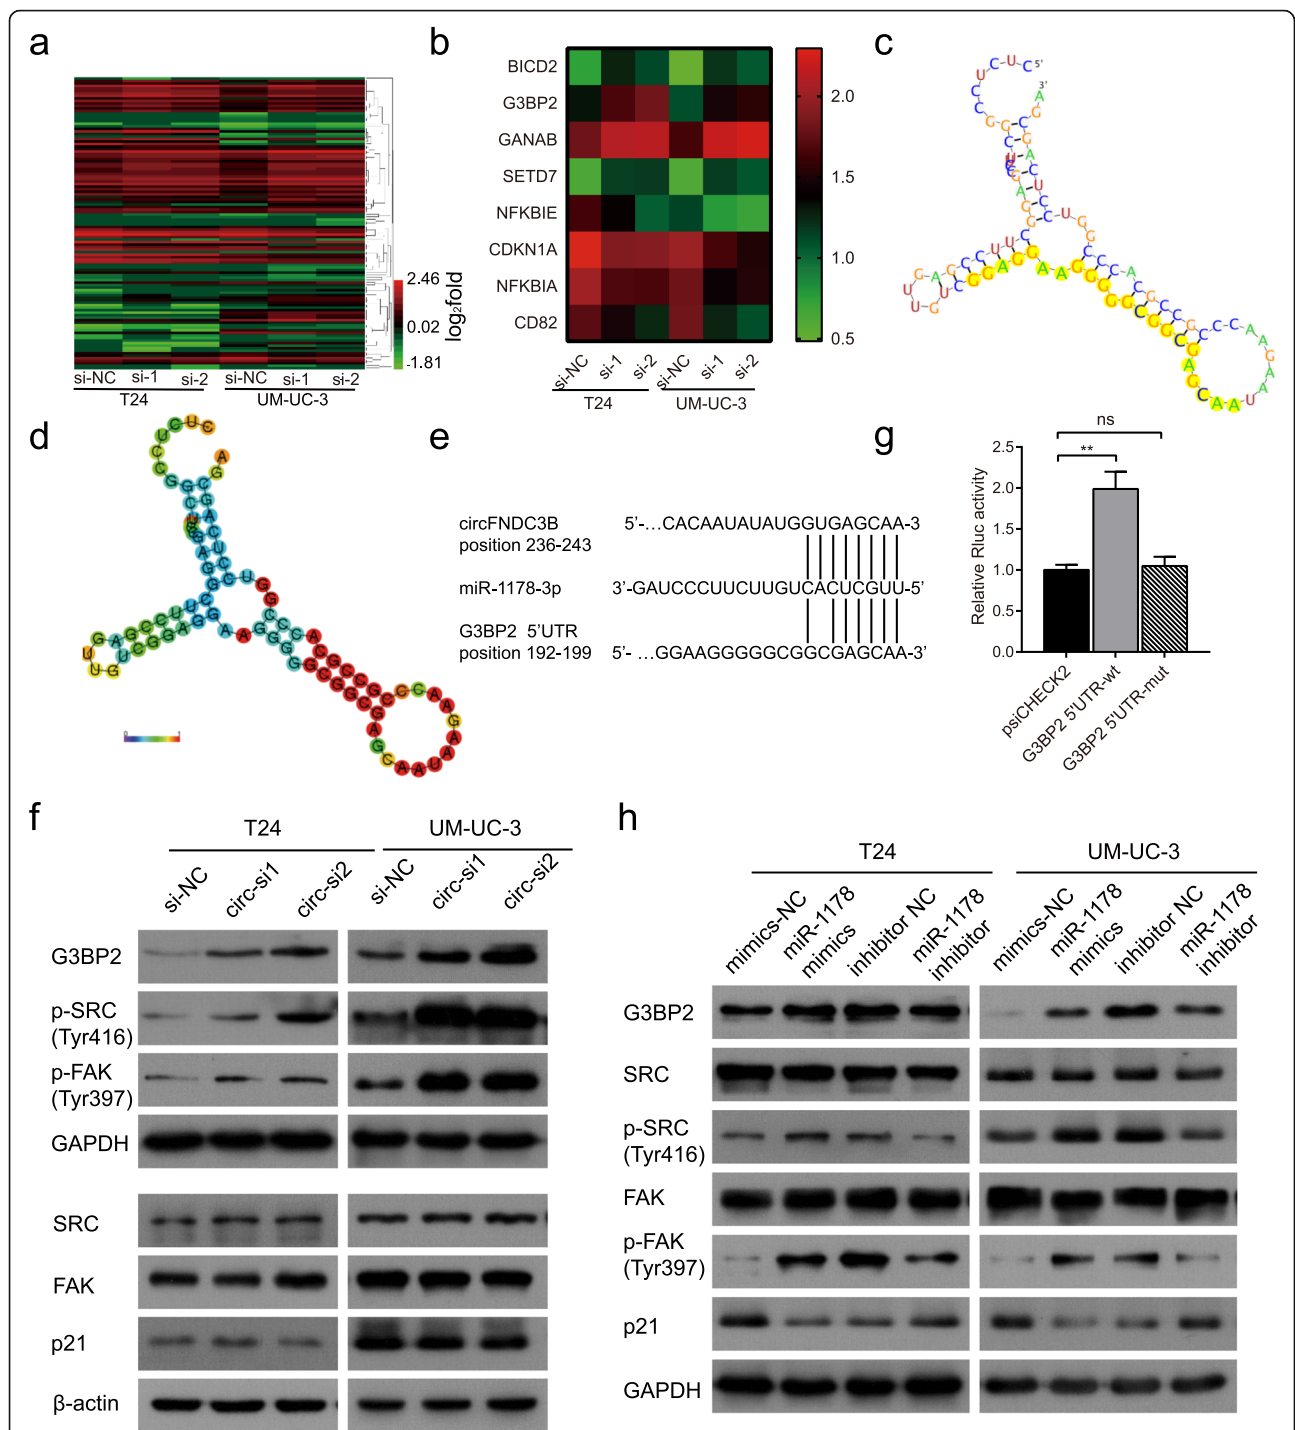 a
2.46
0.02
-1.81
log2fold
si-NC si-1 si-2 si-NC si-1 si-2
T24 UM-UC-3
b
BICD2
G3BP2
GANAB
SETD7
NFKBIE
CDKN1A
NFKBIA
CD82
2.0
1.5
1.0
0.5
si-NC si-1 si-2 si-NC si-1 si-2
T24 UM-UC-3
c
5'
3'
d
0 1
e
circFNDC3B 5'-...CACAAUAUAUGGUGAGCAA-3
position 236-243
miR-1178-3p 3'-GAUCCCUUCUUGUCACUCGUU-5'
G3BP2 5'UTR
position 192-199 5'- ...GGAAGGGGGCGGCGAGCAA-3'
g
ns
**
Relative Rluc activity
2.5
2.0
1.5
1.0
0.5
0.0
psiCHECK2
G3BP2 5'UTR-wt
G3BP2 5'UTR-mut
f
T24 UM-UC-3
si-NC circ-si1 circ-si2 si-NC circ-si1 circ-si2
G3BP2
p-SRC
(Tyr416)
p-FAK
(Tyr397)
GAPDH
SRC
FAK
p21
β-actin
h
T24 UM-UC-3
mimics-NC miR-1178 mimics inhibitor NC miR-1178 inhibitor mimics-NC miR-1178 mimics inhibitor NC miR-1178 inhibitor
G3BP2
SRC
p-SRC
(Tyr416)
FAK
p-FAK
(Tyr397)
p21
GAPDH